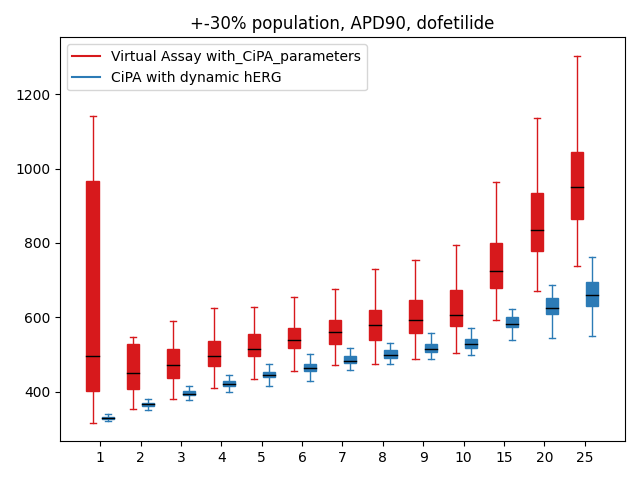 +-30% population, APD90, dofetilide
Virtual Assay with_CiPA_parameters
CiPA with dynamic hERG
1200
1000
800
600
400
1 2 3 4 5 6 7 8 9 10 15 20 25